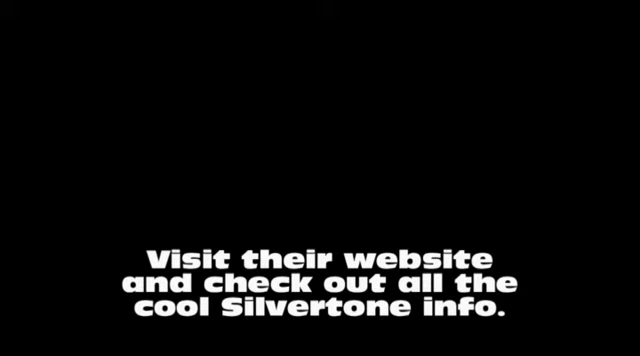 Visit their website
and check out all the
cool Silvertone info.